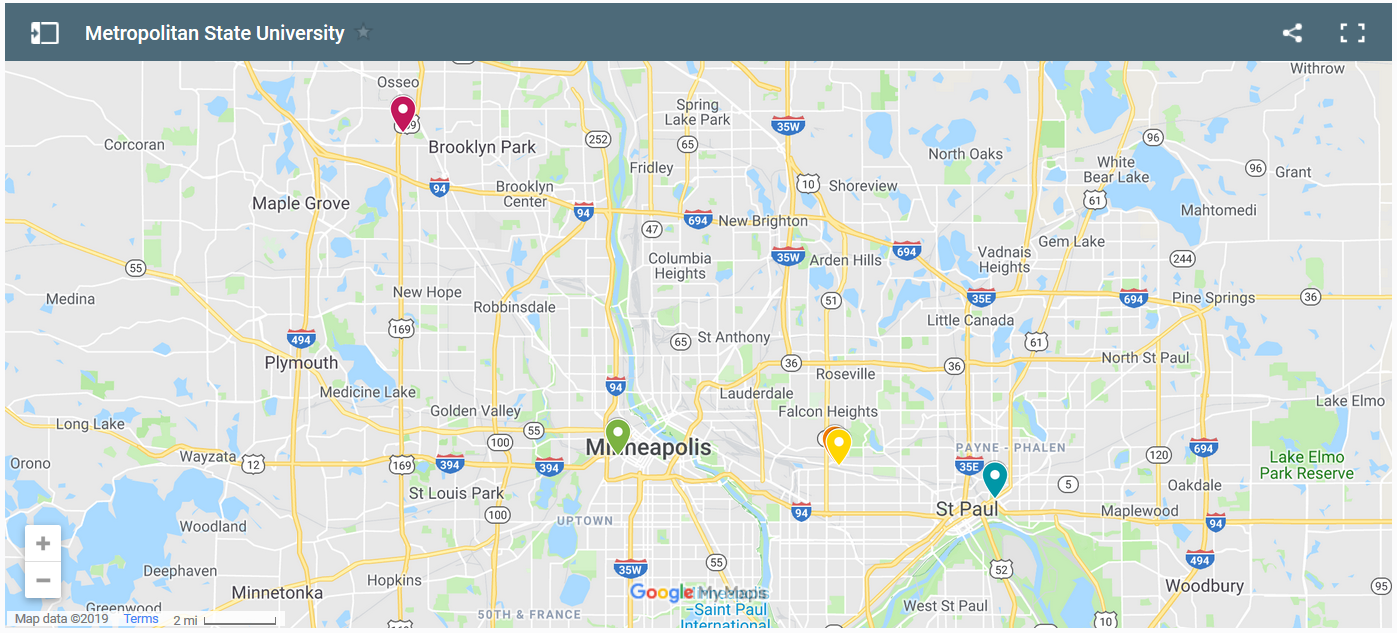 Metropolitan State University
Withrow
Osseo
Spring
Lake Park
35W
Corcoran
252
65
96
Brooklyn Park
North Oaks
White
Bear Lake
96
Grant
Fridley
94
Brooklyn
Center
10
Shoreview
61
Maple Grove
94
694
New Brighton
Mahtomedi
47
Gem Lake
55
Columbia
Heights
35W
Arden Hills
694
Vadnais
Heights
244
Medina
New Hope
Robbinsdale
51
35E
694
Pine Springs
36
494
169
65
St Anthony
Little Canada
61
Plymouth
36
Roseville
36
North St Paul
Medicine Lake
94
Lauderdale
Long Lake
Golden Valley
Falcon Heights
Lake Elmo
100
55
Minneapolis
PAYNE - PHALEN
694
Orono
Wayzata
12
169
394
394
35E
120
Lake Elmo
Park Reserve
St Louis Park
5
Oakdale
100
94
St Paul
Maplewood
94
Woodland
UPTOWN
Deephaven
35W
55
52
494
Hopkins
Woodbury
95
Minnetonka
Google My Maps
Greenwood
50TH & FRANCE
–Saint Paul
International
West St Paul
10
Map data ©2019
Terms
2 mi